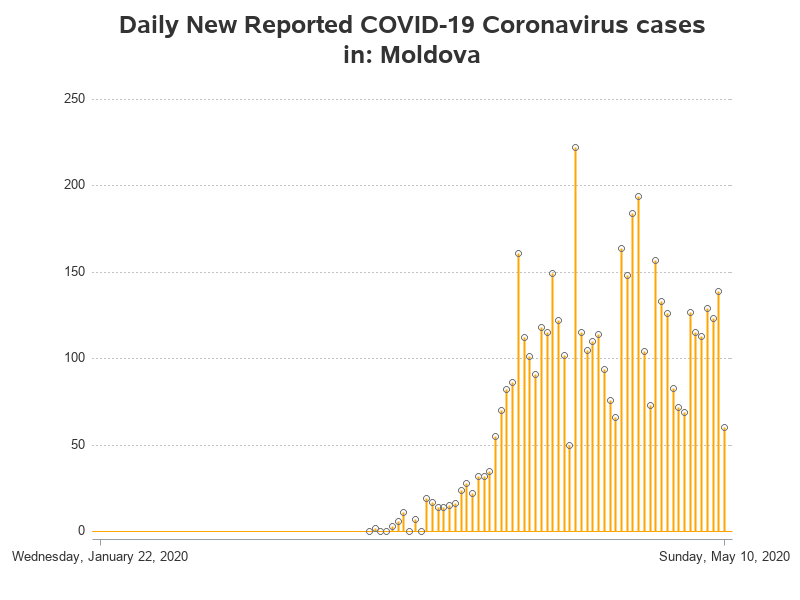 Daily New Reported COVID-19 Coronavirus cases
in: Moldova
250
200
150
100
50
0
Wednesday, January 22, 2020
Sunday, May 10, 2020